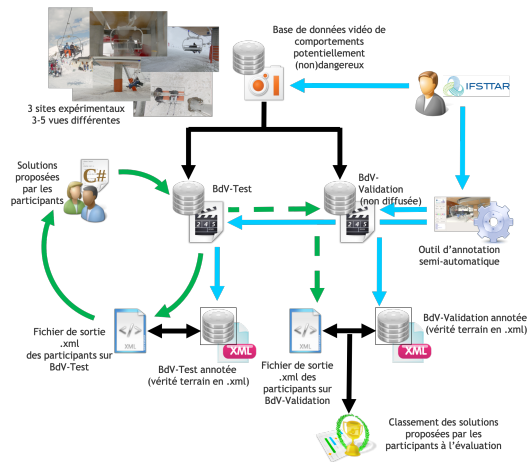 Base de données vidéo de
comportements
potentiellement
(non)dangereux
IFSTTAR
3 sites expérimentaux
3-5 vues différentes
Solutions
proposées
par les
participants
C#
BdV-Test
BdV-
Validation
(non diffusée)
Outil d'annotation
semi-automatique
Fichier de sortie
.xml
des participants sur
BdV-Test
XML
BdV-Test annotée
(vérité terrain en .xml)
Fichier de sortie
.xml des
participants sur
BdV-Validation
XML
BdV-Validation annotée
(vérité terrain en .xml)
Classement des solutions
proposées par les
participants à l'évaluation